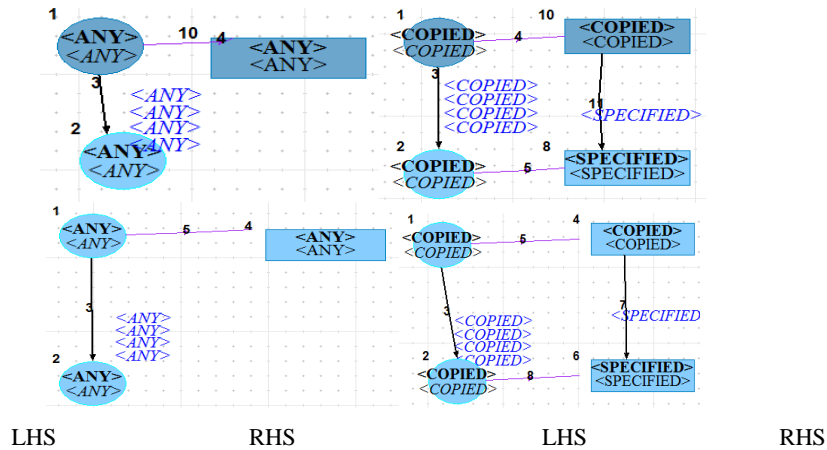 1
<ANY>
<ANY>
10
4
<ANY>
<ANY>
3
<ANY>
<ANY>
<ANY>
<ANY>
2
<ANY>
<ANY>
1
<COPIED>
<COPIED>
4
10
<COPIED>
<COPIED>
3
<COPIED>
<COPIED>
<COPIED>
<COPIED>
11
<SPECIFIED>
2
<COPIED>
<COPIED>
5
8
<SPECIFIED>
<SPECIFIED>
1
<ANY>
<ANY>
5
4
<ANY>
<ANY>
3
<ANY>
<ANY>
<ANY>
<ANY>
2
<ANY>
<ANY>
1
<COPIED>
<COPIED>
5
4
<COPIED>
<COPIED>
3
<COPIED>
<COPIED>
<COPIED>
<COPIED>
7
<SPECIFIED
2
<COPIED>
<COPIED>
8
6
<SPECIFIED>
<SPECIFIED>
LHS RHS LHS RHS